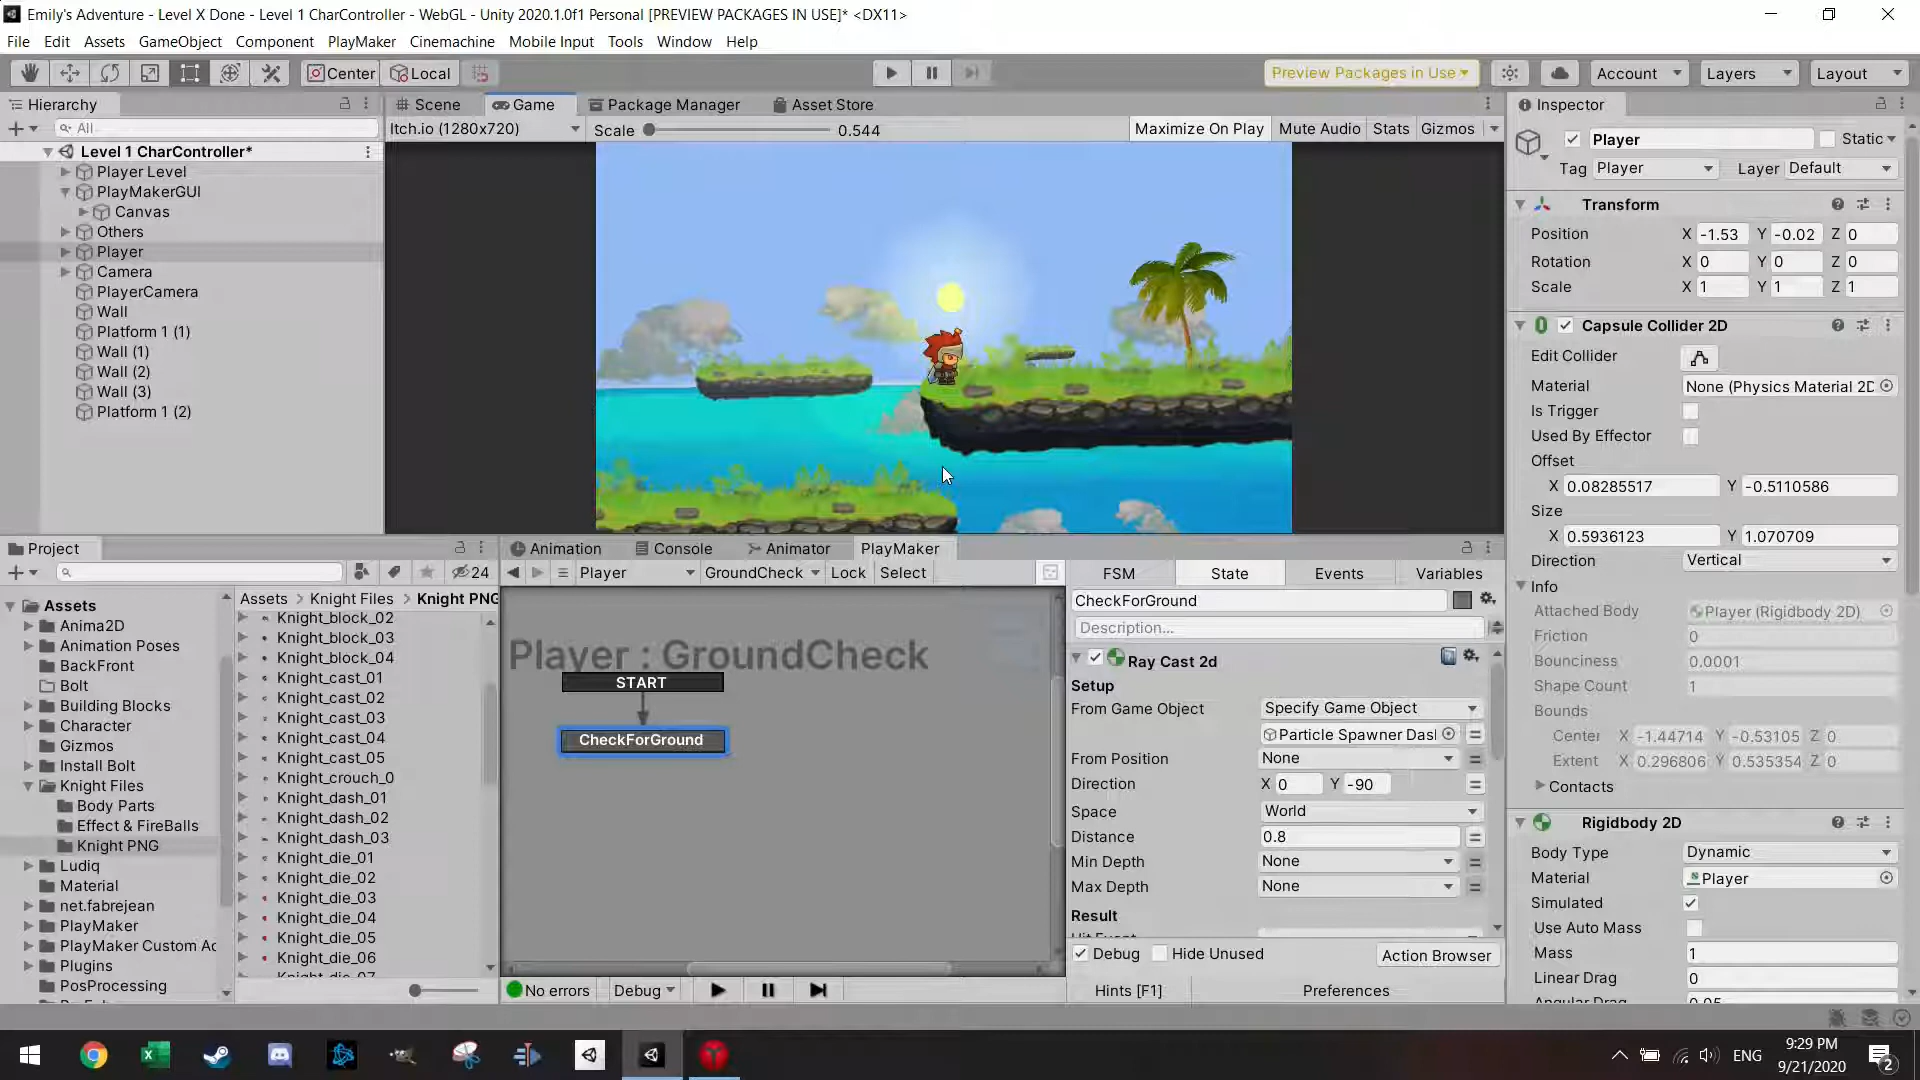 Emily's Adventure - Level X Done - Level 1 CharController - WebGL - Unity 2020.1.0f1 Personal [PREVIEW PACKAGES IN USE]* <DX11>
File Edit Assets GameObject Component PlayMaker Cinemachine Mobile Input Tools Window Help
Center Local Preview Packages in Use Account Layers Layout
Hierarchy
All
Level 1 CharController*
Player Level
PlayMakerGUI
Canvas
Others
Player
Camera
PlayerCamera
Wall
Platform 1 (1)
Wall (1)
Wall (2)
Wall (3)
Platform 1 (2)
Scene Game Package Manager Asset Store
Itch.io (1280x720) Scale 0.544 Maximize On Play Mute Audio Stats Gizmos
Inspector
Player Static
Tag Player Layer Default
Transform
Position X -1.53 Y -0.02 Z 0
Rotation X 0 Y 0 Z 0
Scale X 1 Y 1 Z 1
Capsule Collider 2D
Edit Collider
Material None (Physics Material 2D
Is Trigger
Used By Effector
Offset
X 0.08285517 Y -0.5110586
Size
X 0.5936123 Y 1.070709
Direction Vertical
Info
Attached Body Player (Rigidbody 2D)
Friction 0
Bounciness 0.0001
Shape Count 1
Bounds
Center X -1.44714 Y -0.53105 Z 0
Extent X 0.296806 Y 0.535354 Z 0
Contacts
Rigidbody 2D
Body Type Dynamic
Material Player
Simulated
Use Auto Mass
Mass 1
Linear Drag 0
Angular Drag 0.05
Project
24
Assets
Anima2D
Animation Poses
BackFront
Bolt
Building Blocks
Character
Gizmos
Install Bolt
Knight Files
Body Parts
Effect & FireBalls
Knight PNG
Ludiq
Material
net.fabrejean
PlayMaker
PlayMaker Custom Ac
Plugins
PosProcessing
Assets > Knight Files > Knight PNG
Knight_block_02
Knight_block_03
Knight_block_04
Knight_cast_01
Knight_cast_02
Knight_cast_03
Knight_cast_04
Knight_cast_05
Knight_crouch_0
Knight_dash_01
Knight_dash_02
Knight_dash_03
Knight_die_01
Knight_die_02
Knight_die_03
Knight_die_04
Knight_die_05
Knight_die_06
Knight_die_07
Animation Console Animator PlayMaker
Player GroundCheck Lock Select
Player : GroundCheck
START
CheckForGround
No errors Debug
FSM State Events Variables
CheckForGround
Description...
Ray Cast 2d
Setup
From Game Object Specify Game Object
Particle Spawner Dasl
From Position None
Direction X 0 Y -90
Space World
Distance 0.8
Min Depth None
Max Depth None
Result
Hit Event
Debug Hide Unused Action Browser
Hints [F1] Preferences
ENG
9:29 PM
9/21/2020
2